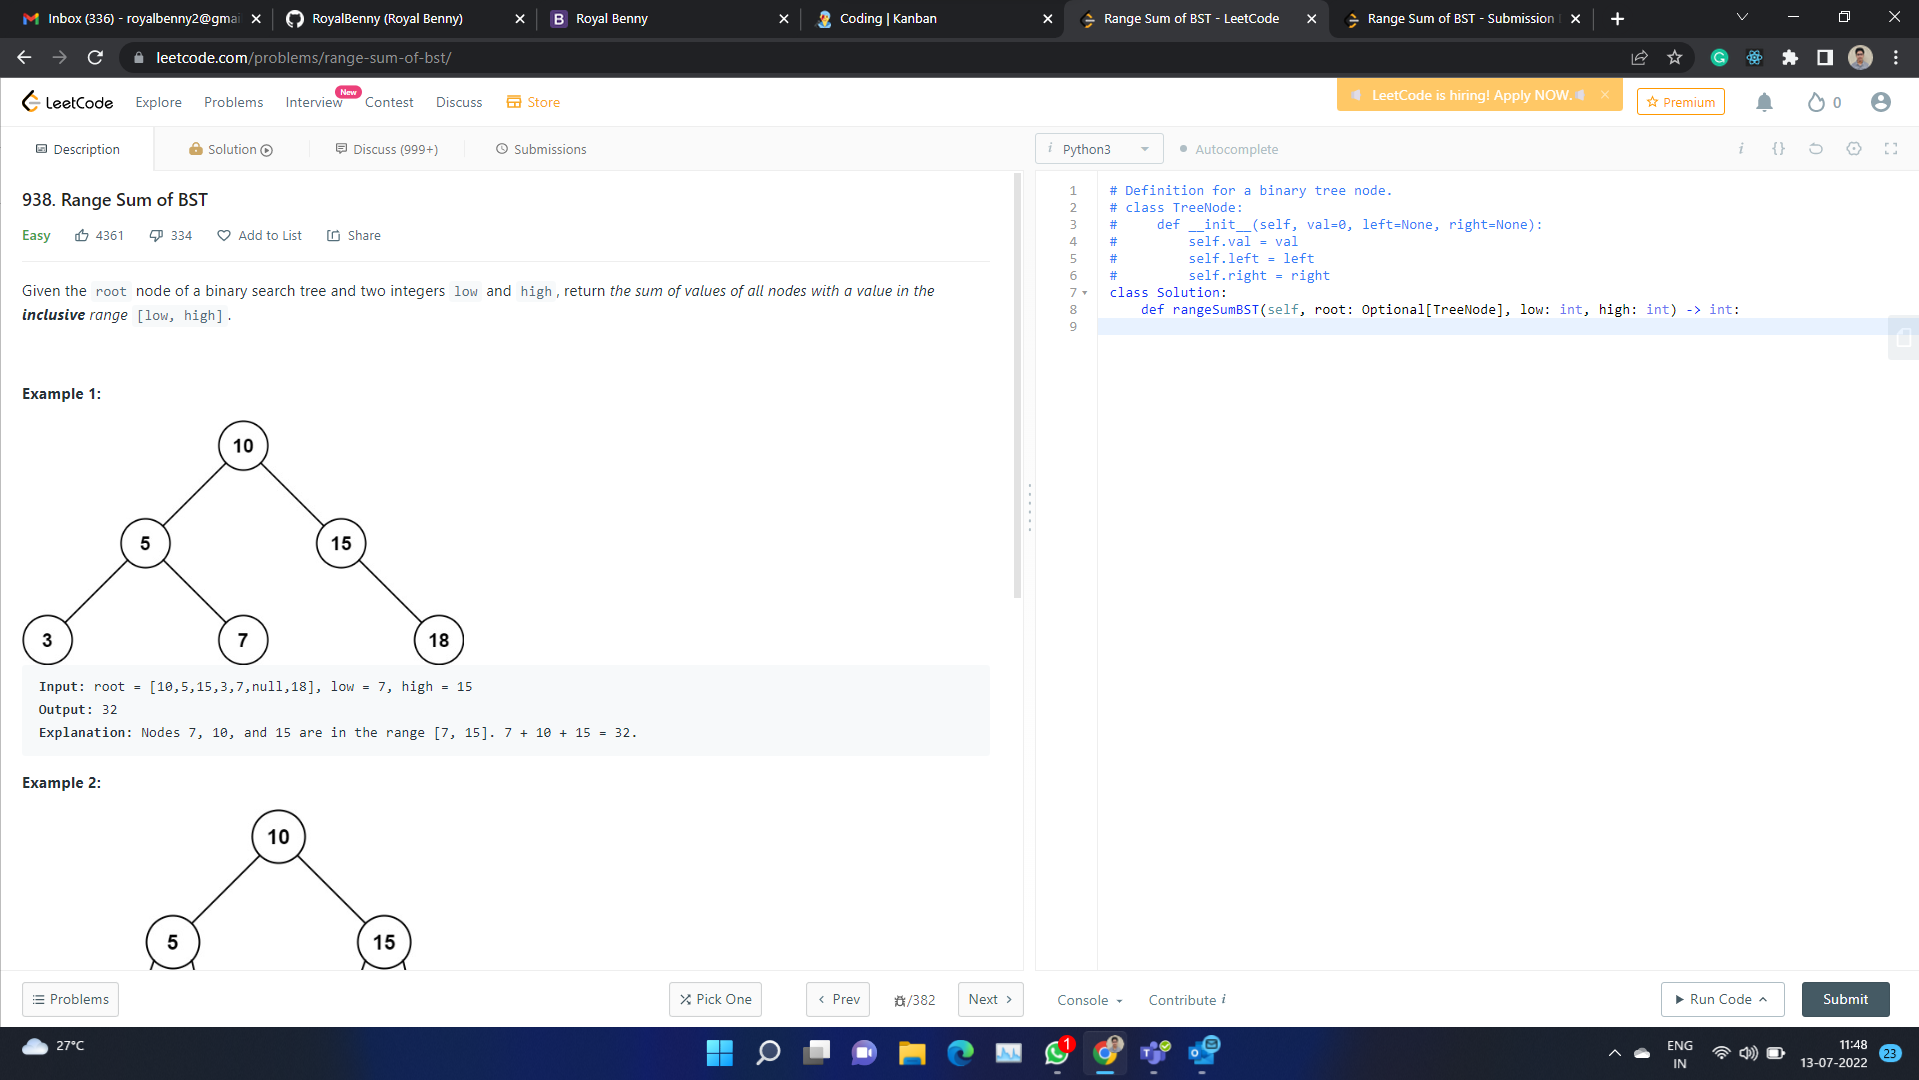 Inbox (336) - royalbenny2@gmai
RoyalBenny (Royal Benny)
Royal Benny
Coding | Kanban
Range Sum of BST - LeetCode
Range Sum of BST - Submission
leetcode.com/problems/range-sum-of-bst/
LeetCode Explore Problems Interview New Contest Discuss Store
LeetCode is hiring! Apply NOW.
Premium
0
Description Solution Discuss (999+) Submissions
i Python3 Autocomplete
938. Range Sum of BST
Easy 4361 334 Add to List Share
Given the root node of a binary search tree and two integers low and high, return the sum of values of all nodes with a value in the
inclusive range [low, high].
Example 1:
10
5 15
3 7 18
Input: root = [10,5,15,3,7,null,18], low = 7, high = 15
Output: 32
Explanation: Nodes 7, 10, and 15 are in the range [7, 15]. 7 + 10 + 15 = 32.
Example 2:
10
5 15
1 # Definition for a binary tree node.
2 # class TreeNode:
3 #     def __init__(self, val=0, left=None, right=None):
4 #         self.val = val
5 #         self.left = left
6 #         self.right = right
7 class Solution:
8     def rangeSumBST(self, root: Optional[TreeNode], low: int, high: int) -> int:
9
Problems Pick One Prev /382 Next Console Contribute i Run Code Submit
27°C
1
ENG
IN
11:48
13-07-2022
23